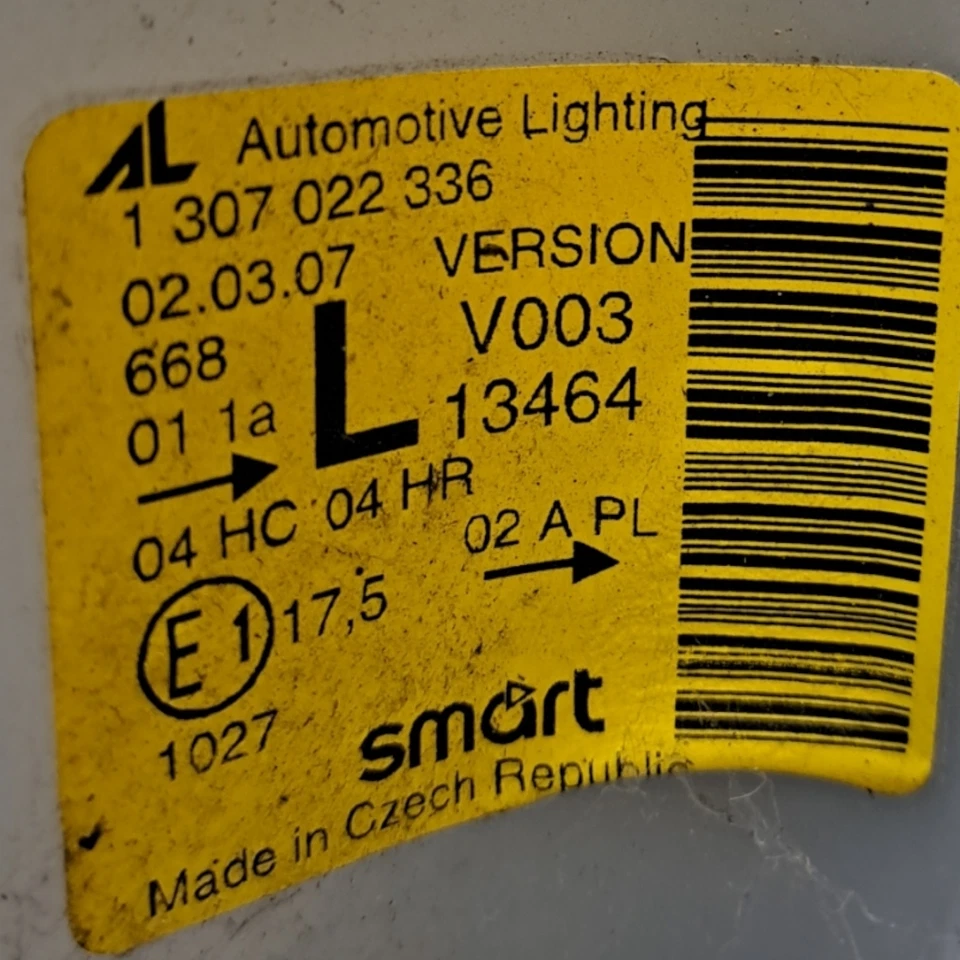 AL Automotive Lighting
1 307 022 336
02.03.07 VERSION
668 L V003
01 1a 13464
04 HC 04 HR
02 A PL
E1 17,5
1027
smart
Made in Czech Republic